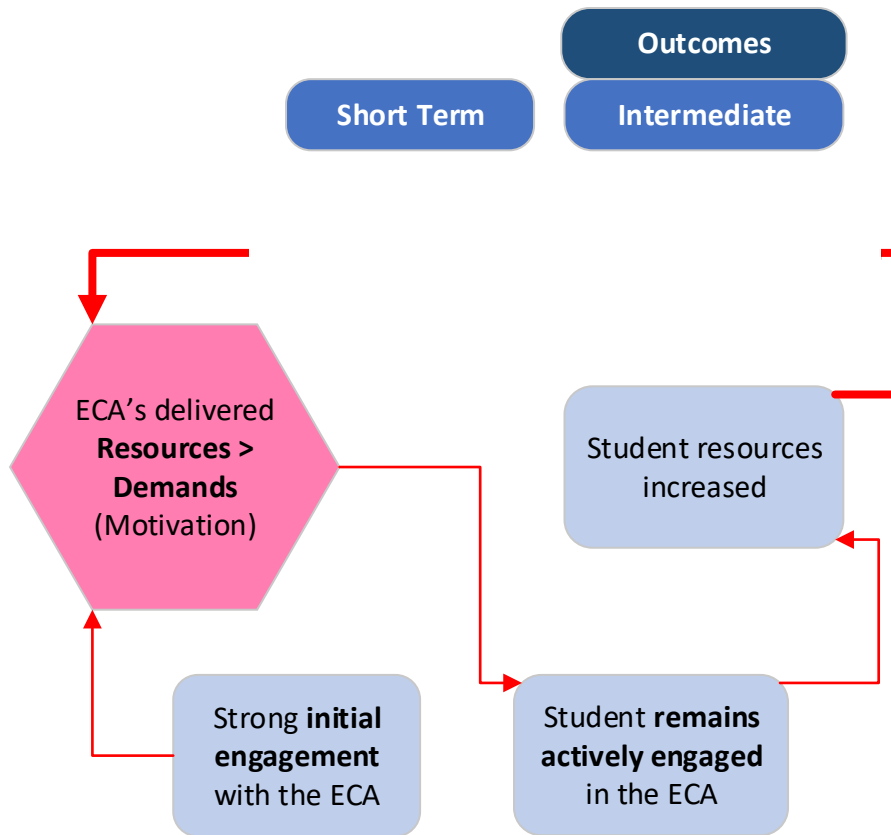 Outcomes
Short Term
Intermediate
ECA’s delivered
Resources >
Demands
(Motivation)
Student resources
increased
Strong initial
engagement
with the ECA
Student remains
actively engaged
in the ECA